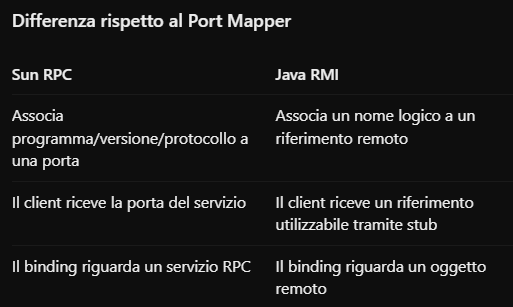 Differenza rispetto al Port Mapper
Sun RPC
Java RMI
Associa
programma/versione/protocollo a
una porta
Associa un nome logico a un
riferimento remoto
Il client riceve la porta del servizio
Il client riceve un riferimento
utilizzabile tramite stub
Il binding riguarda un servizio RPC
Il binding riguarda un oggetto
remoto